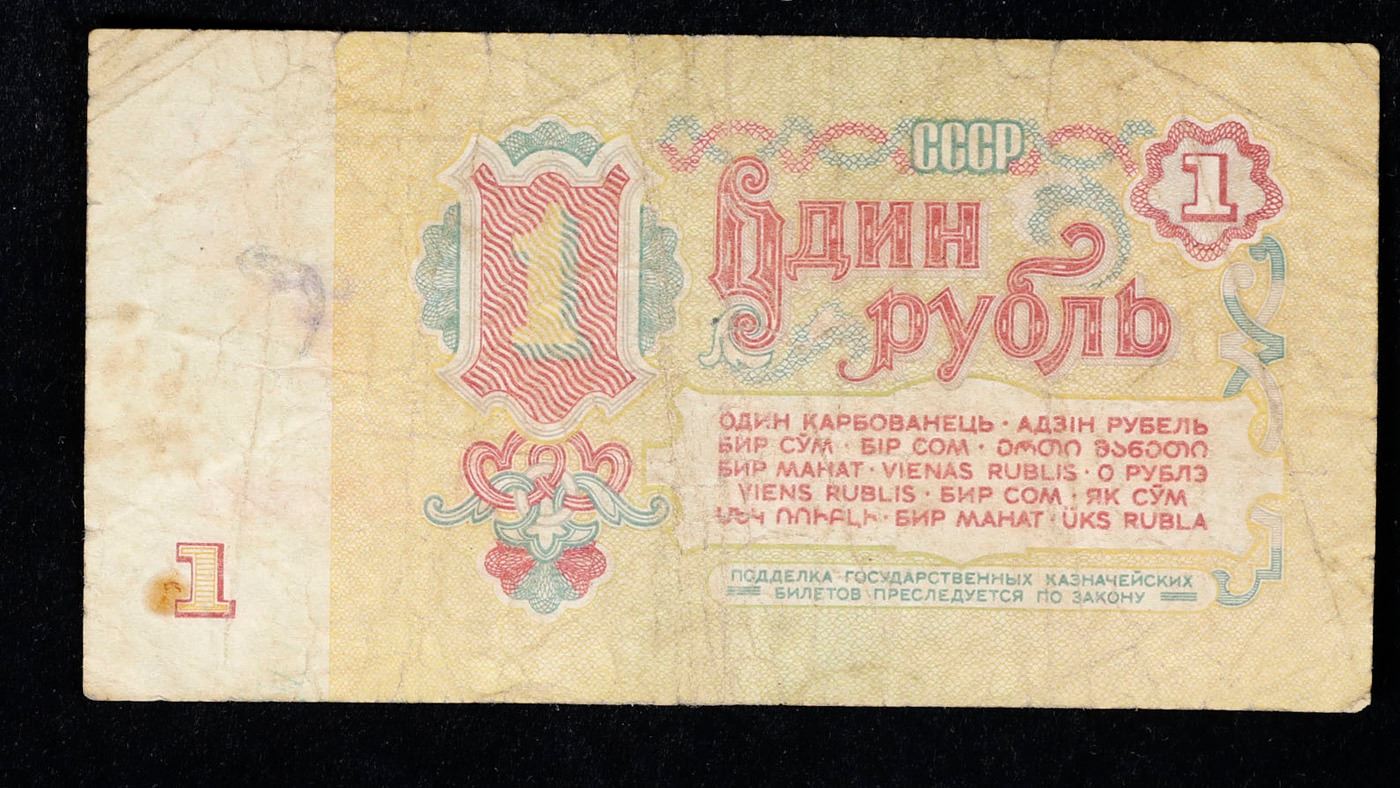 СССР
1
1
Один
рубль
ОДИН КАРБОВАНЕЦЬ · АДЗІН РУБЕЛЬ
БИР СЎМ · БІР СОМ · ერთი მანეთი
БИР МАНАТ · VIENAS RUBLIS · О РУБЛЭ
VIENS RUBLIS · БИР СОМ · ЯК СЎМ
ՄԵԿ ՌՈՒԲԼԻ · БИР МАНАТ · ÜKS RUBLA
ПОДДЕЛКА ГОСУДАРСТВЕННЫХ КАЗНАЧЕЙСКИХ
БИЛЕТОВ ПРЕСЛЕДУЕТСЯ ПО ЗАКОНУ
1